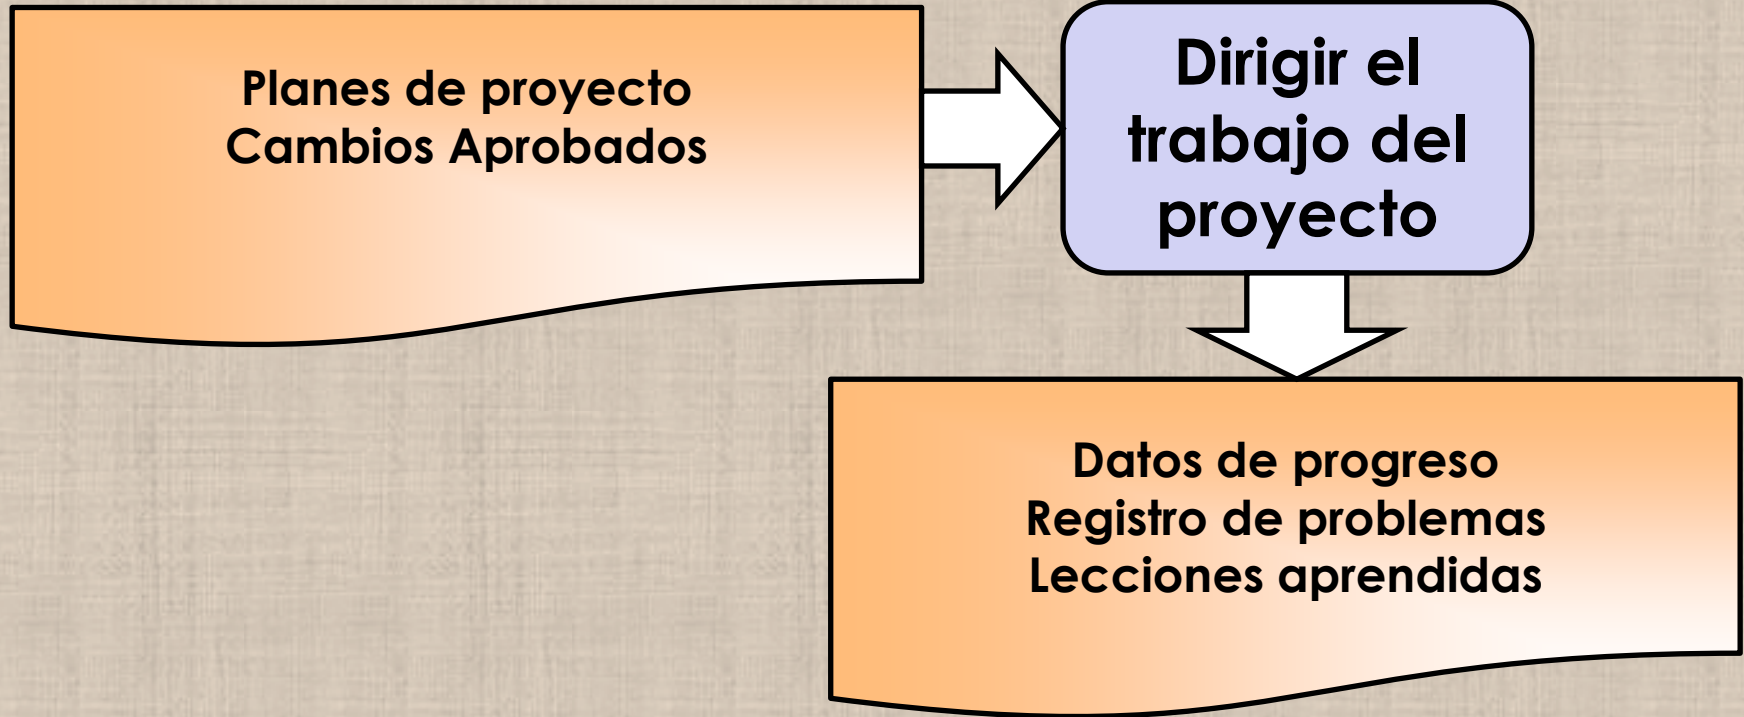 Planes de proyecto
Cambios Aprobados
Dirigir el
trabajo del
proyecto
Datos de progreso
Registro de problemas
Lecciones aprendidas